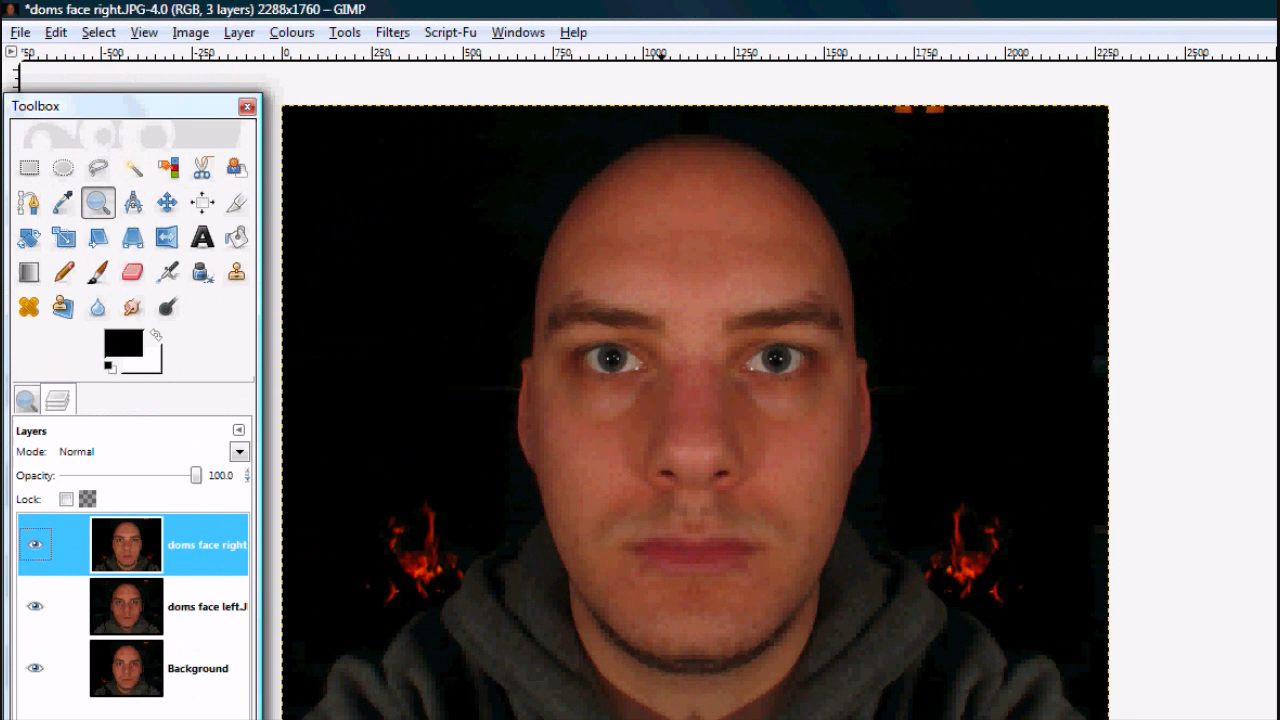 *doms face right.JPG-4.0 (RGB, 3 layers) 2288x1760 – GIMP
File Edit Select View Image Layer Colours Tools Filters Script-Fu Windows Help
-500 -250 0 250 500 750 1000 1250 1500 1750 2000 2250 2500
Toolbox
Layers
Mode: Normal
Opacity: 100.0
Lock:
doms face right
doms face left.J
Background